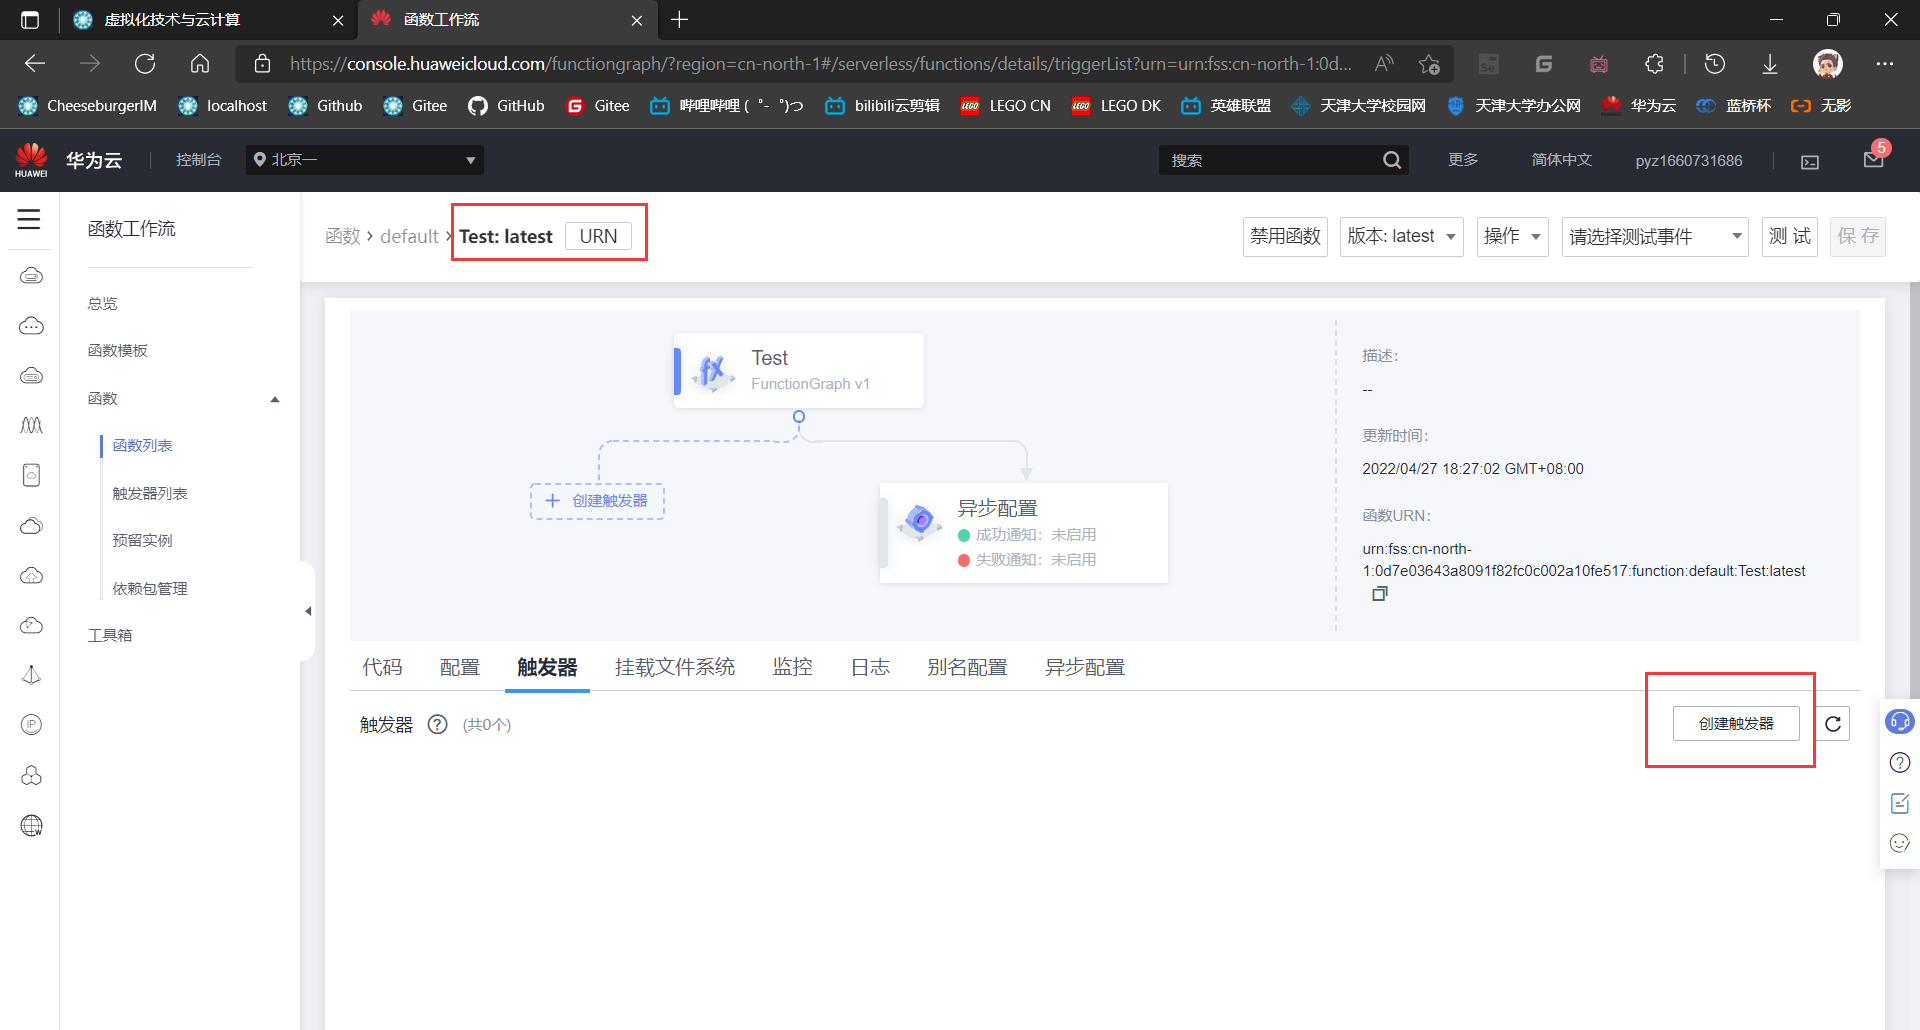 虚拟化技术与云计算
函数工作流
https://console.huaweicloud.com/functiongraph/?region=cn-north-1#/serverless/functions/details/triggerList?urn=urn:fss:cn-north-1:0d...
CheeseburgerIM localhost Github Gitee GitHub Gitee 哔哩哔哩 ( ゜- ゜)つ bilibili云剪辑 LEGO CN LEGO DK 英雄联盟 天津大学校园网 天津大学办公网 华为云 蓝桥杯 无影
HUAWEI 华为云 控制台 北京一 搜索 更多 简体中文 pyz1660731686 5
函数工作流
总览
函数模板
函数
函数列表
触发器列表
预留实例
依赖包管理
工具箱
函数 › default › Test: latest URN
禁用函数 版本: latest 操作 请选择测试事件 测 试 保 存
Test
FunctionGraph v1
创建触发器
异步配置
成功通知：未启用
失败通知：未启用
描述：
--
更新时间：
2022/04/27 18:27:02 GMT+08:00
函数URN：
urn:fss:cn-north-
1:0d7e03643a8091f82fc0c002a10fe517:function:default:Test:latest
代码 配置 触发器 挂载文件系统 监控 日志 别名配置 异步配置
触发器 ? (共0个)
创建触发器